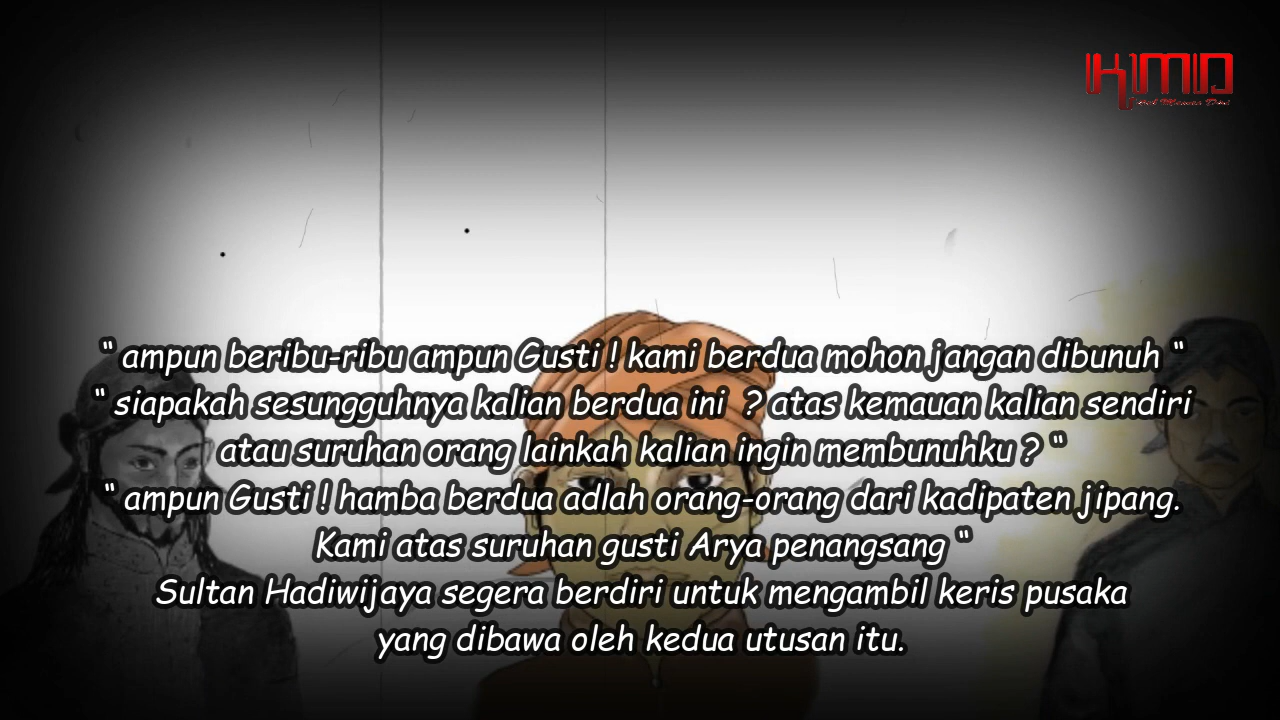 IKIMD
“ ampun beribu-ribu ampun Gusti ! kami berdua mohon jangan dibunuh “
“ siapakah sesungguhnya kalian berdua ini ? atas kemauan kalian sendiri
atau suruhan orang lainkah kalian ingin membunuhku ? “
“ ampun Gusti ! hamba berdua adlah orang-orang dari kadipaten jipang.
Kami atas suruhan gusti Arya penangsang “
Sultan Hadiwijaya segera berdiri untuk mengambil keris pusaka
yang dibawa oleh kedua utusan itu.